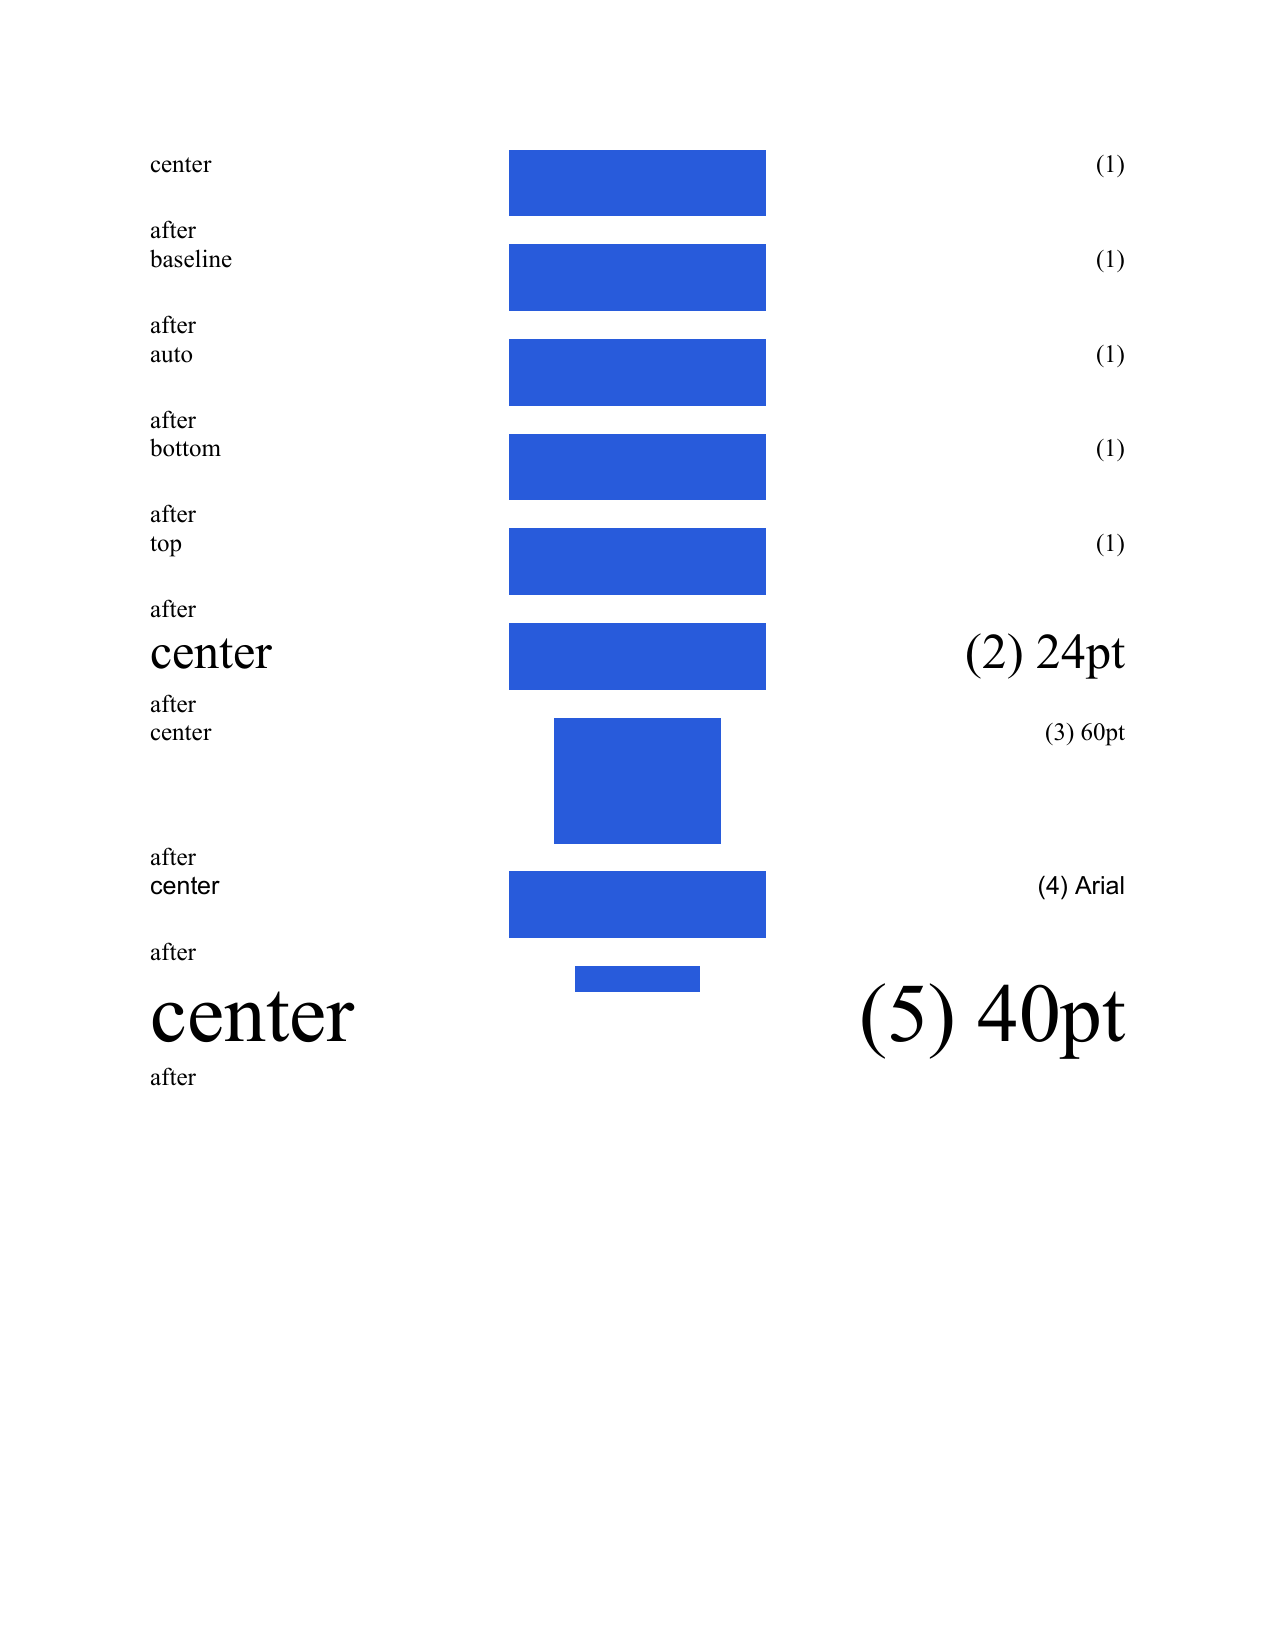 center (1)
after
baseline (1)
after
auto (1)
after
bottom (1)
after
top (1)
after
center (2) 24pt
after
center (3) 60pt
after
center (4) Arial
after
center (5) 40pt
after